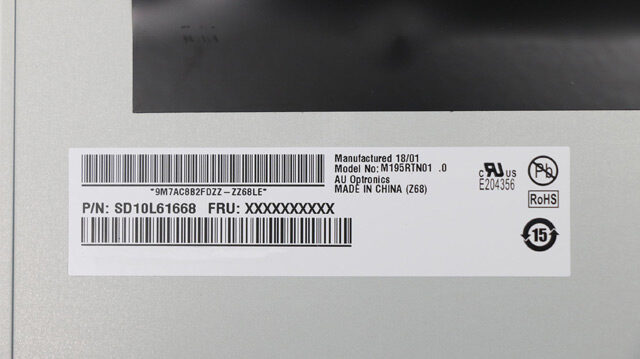 "9M7AC8B2FDZZ-ZZ68LE"
P/N: SD10L61668 FRU: XXXXXXXXXX
Manufactured 18/01
Model No: M195RTN01 .0
AU Optronics
MADE IN CHINA (Z68)
C US
E204356
Pb
RoHS
15